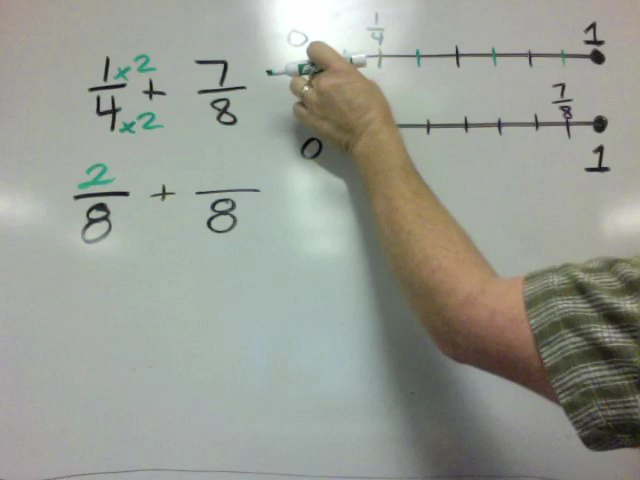 1/4 x2 x2 + 7/8
2/8 + _/8
0 1/4 1
0 7/8 1